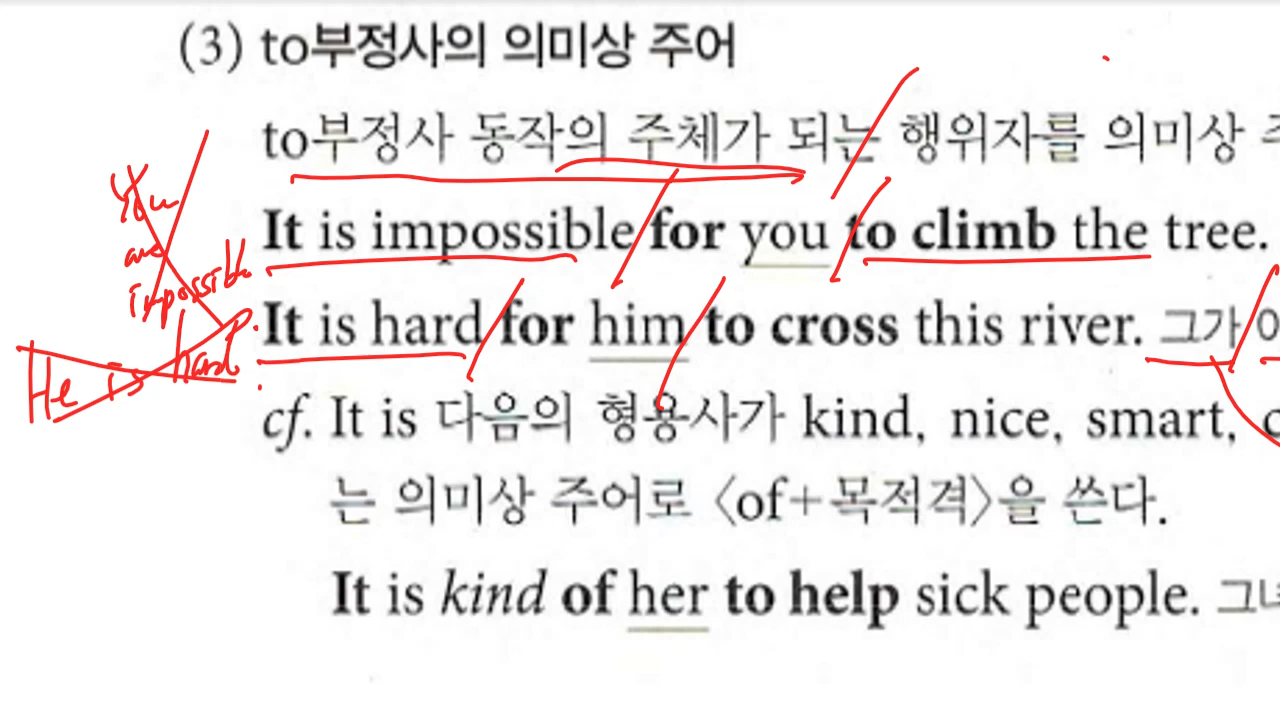 (3) to부정사의 의미상 주어
to부정사 동작의 주체가 되는 행위자를 의미상
You are impossible
It is impossible for you to climb the tree.
It is hard for him to cross this river. 그가
He is hard
cf. It is 다음의 형용사가 kind, nice, smart,
는 의미상 주어로 〈of+목적격〉을 쓴다.
It is kind of her to help sick people. 그녀